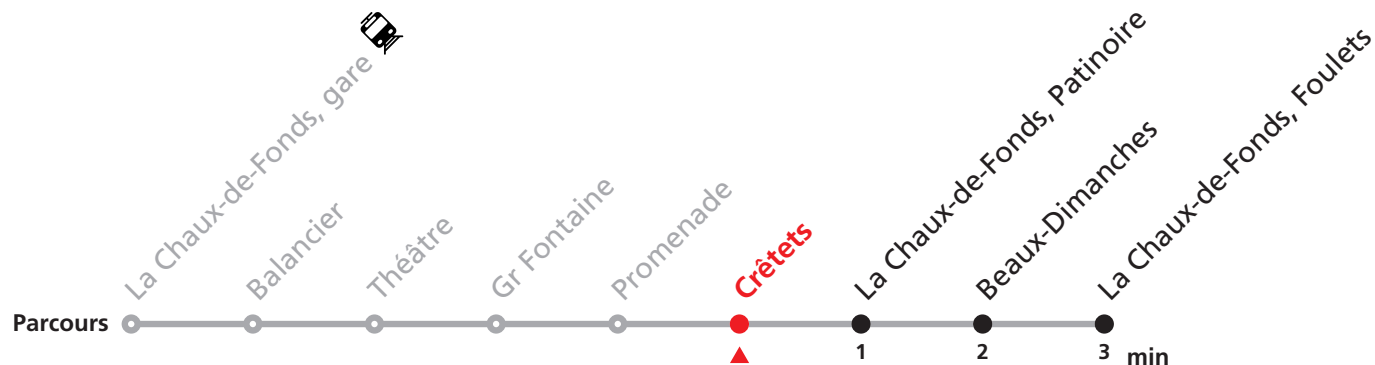 La Chaux-de-Fonds, gare
Balancier
Théâtre
Gr Fontaine
Promenade
Crêtets
La Chaux-de-Fonds, Patinoire
Beaux-Dimanches
La Chaux-de-Fonds, Foulets
Parcours
1 2 3 min